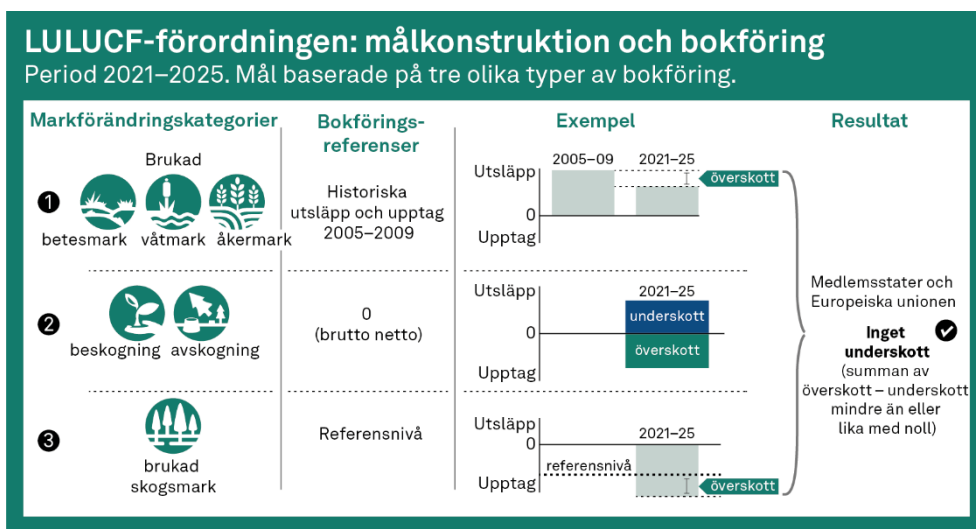 LULUCF-förordningen: målkonstruktion och bokföring
Period 2021–2025. Mål baserade på tre olika typer av bokföring.
Markförändringskategorier
Bokförings-
referenser
Exempel
Resultat
1
Brukad
betesmark våtmark åkermark
Historiska
utsläpp och upptag
2005–2009
2005–09 2021–25
Utsläpp
överskott
0
Upptag
2
beskogning avskogning
0
(brutto netto)
2021–25
Utsläpp
underskott
0
överskott
Upptag
3
brukad
skogsmark
Referensnivå
Utsläpp
2021–25
0
referensnivå
Upptag
överskott
Medlemsstater och
Europeiska unionen
Inget
underskott
(summan av
överskott – underskott
mindre än eller
lika med noll)